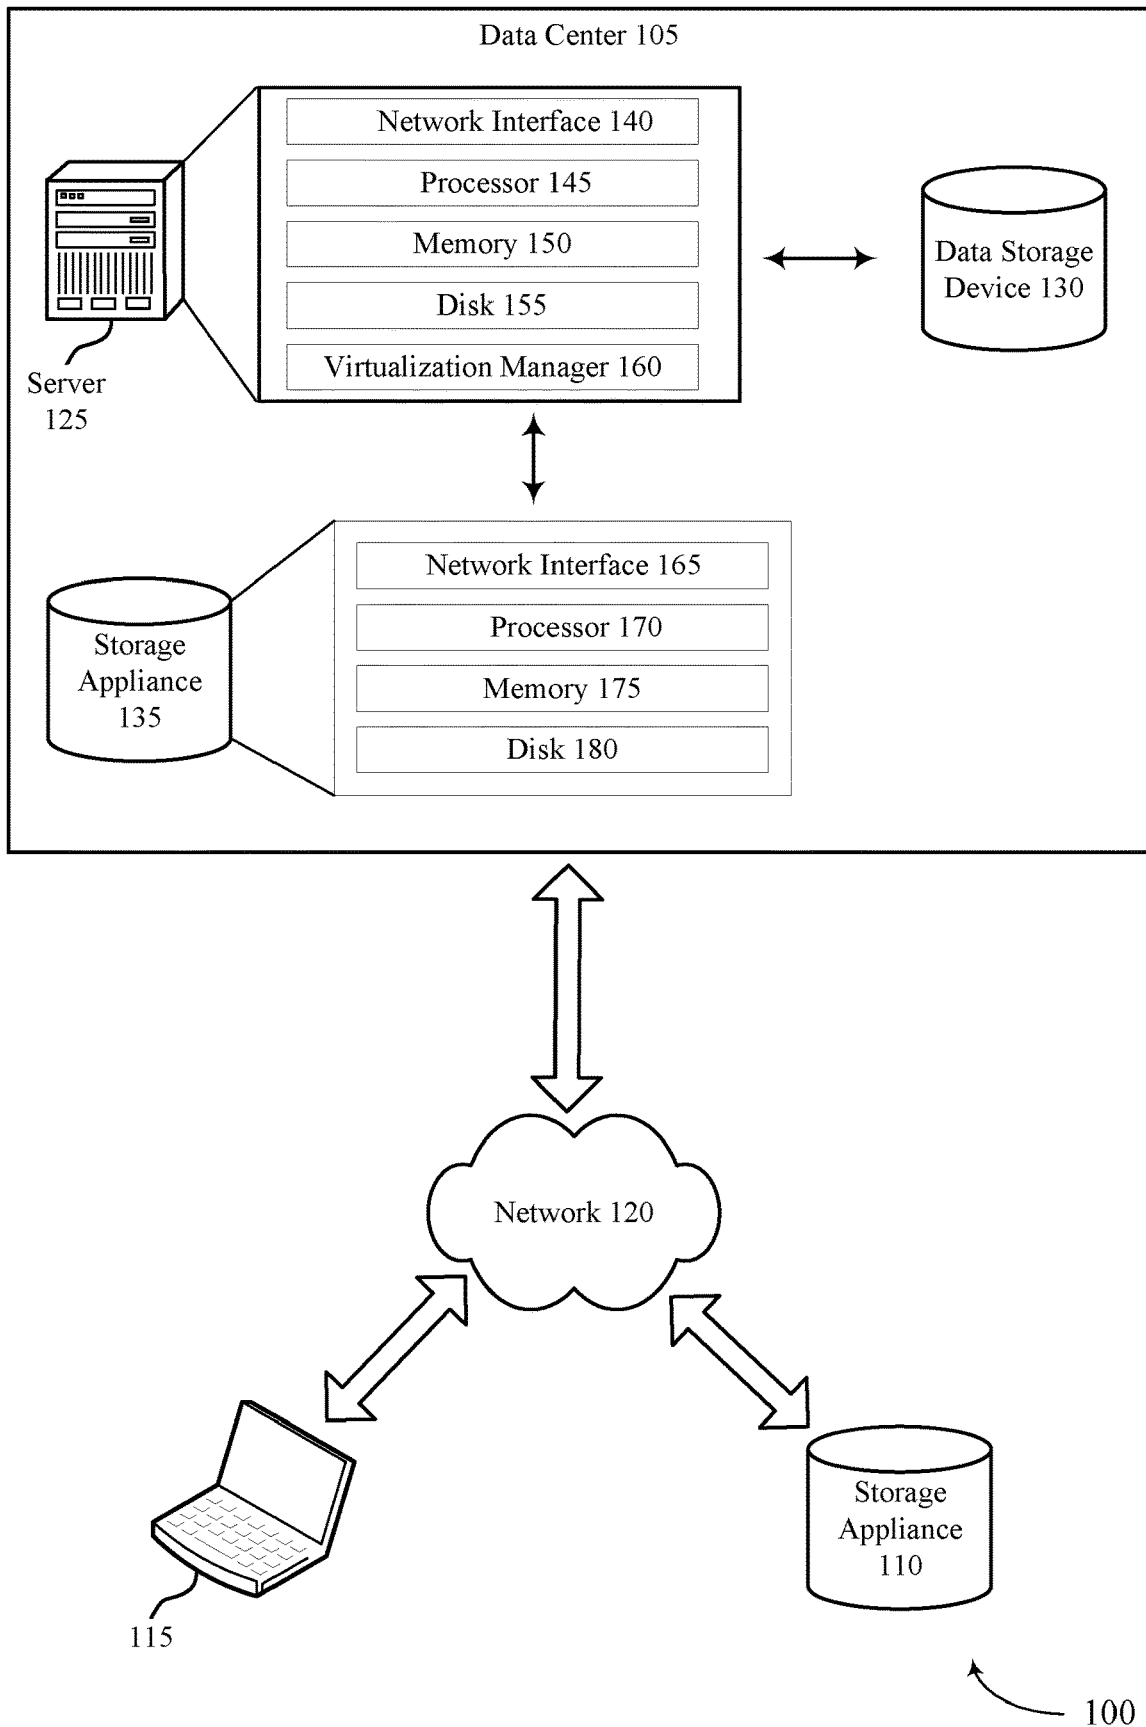 Data Center 105
Network Interface 140
Processor 145
Memory 150
Disk 155
Virtualization Manager 160
Server
125
Data Storage
Device 130
Network Interface 165
Processor 170
Memory 175
Disk 180
Storage
Appliance
135
Network 120
115
Storage
Appliance
110
100